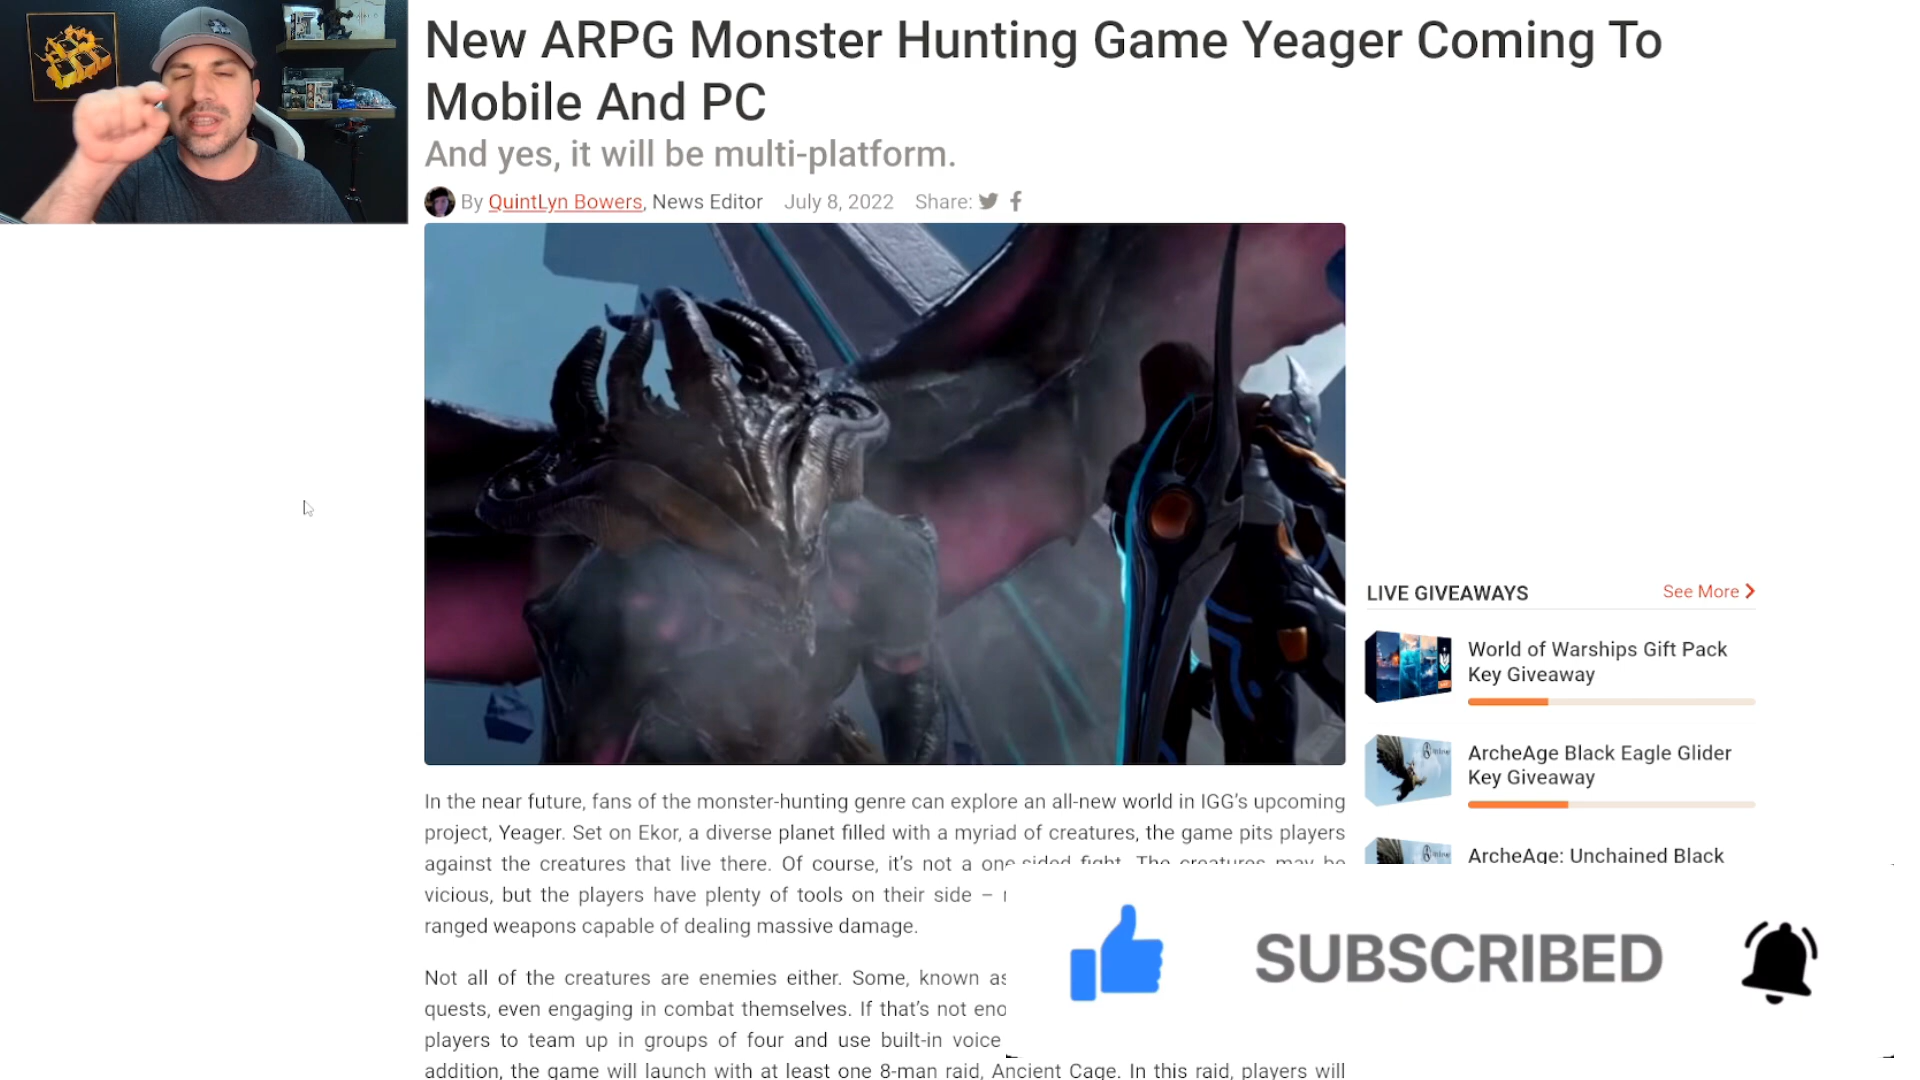 New ARPG Monster Hunting Game Yeager Coming To
Mobile And PC
And yes, it will be multi-platform.
By QuintLyn Bowers, News Editor July 8, 2022 Share:
LIVE GIVEAWAYS See More
World of Warships Gift Pack
Key Giveaway
ArcheAge Black Eagle Glider
Key Giveaway
ArcheAge: Unchained Black
In the near future, fans of the monster-hunting genre can explore an all-new world in IGG's upcoming
project, Yeager. Set on Ekor, a diverse planet filled with a myriad of creatures, the game pits players
against the creatures that live there. Of course, it's not a one-sided fight. The creatures may be
vicious, but the players have plenty of tools on their side –
ranged weapons capable of dealing massive damage.
Not all of the creatures are enemies either. Some, known as
quests, even engaging in combat themselves. If that's not
players to team up in groups of four and use built-in voice
addition, the game will launch with at least one 8-man raid, Ancient Cage. In this raid, players will
SUBSCRIBED